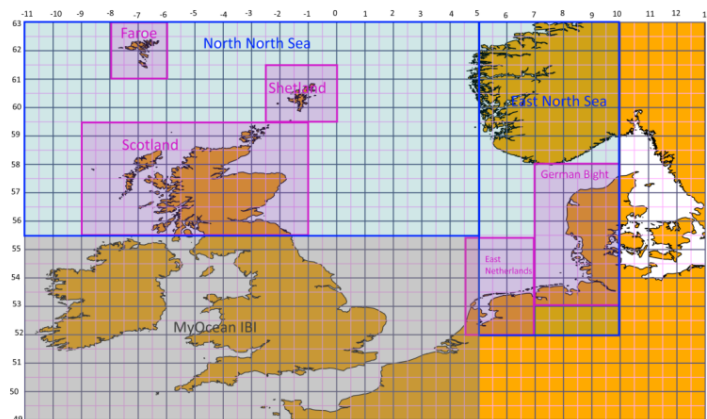 -11 -10 -9 -8 -7 -6 -5 -4 -3 -2 -1 0 1 2 3 4 5 6 7 8 9 10 11 12 1
63
Faroe
North North Sea
62
61
Shetland
60
East North Sea
59
Scotland
58
German Bight
57
56
55
East
Netherlands
54
53
MyOcean IBI
52
51
50
49